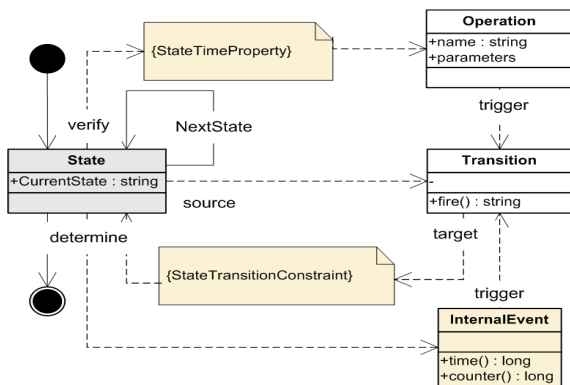 Operation
+name : string
+parameters
{StateTimeProperty}
trigger
verify
NextState
State
+CurrentState : string
Transition
-
+fire() : string
source
determine
target
{StateTransitionConstraint}
trigger
InternalEvent
+time() : long
+counter() : long